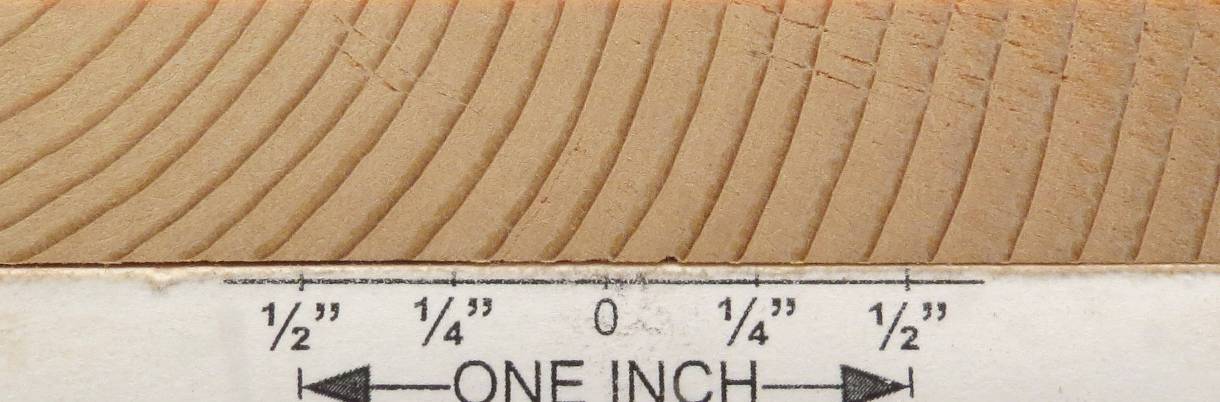 ½” ¼” 0 ¼” ½”
ONE INCH